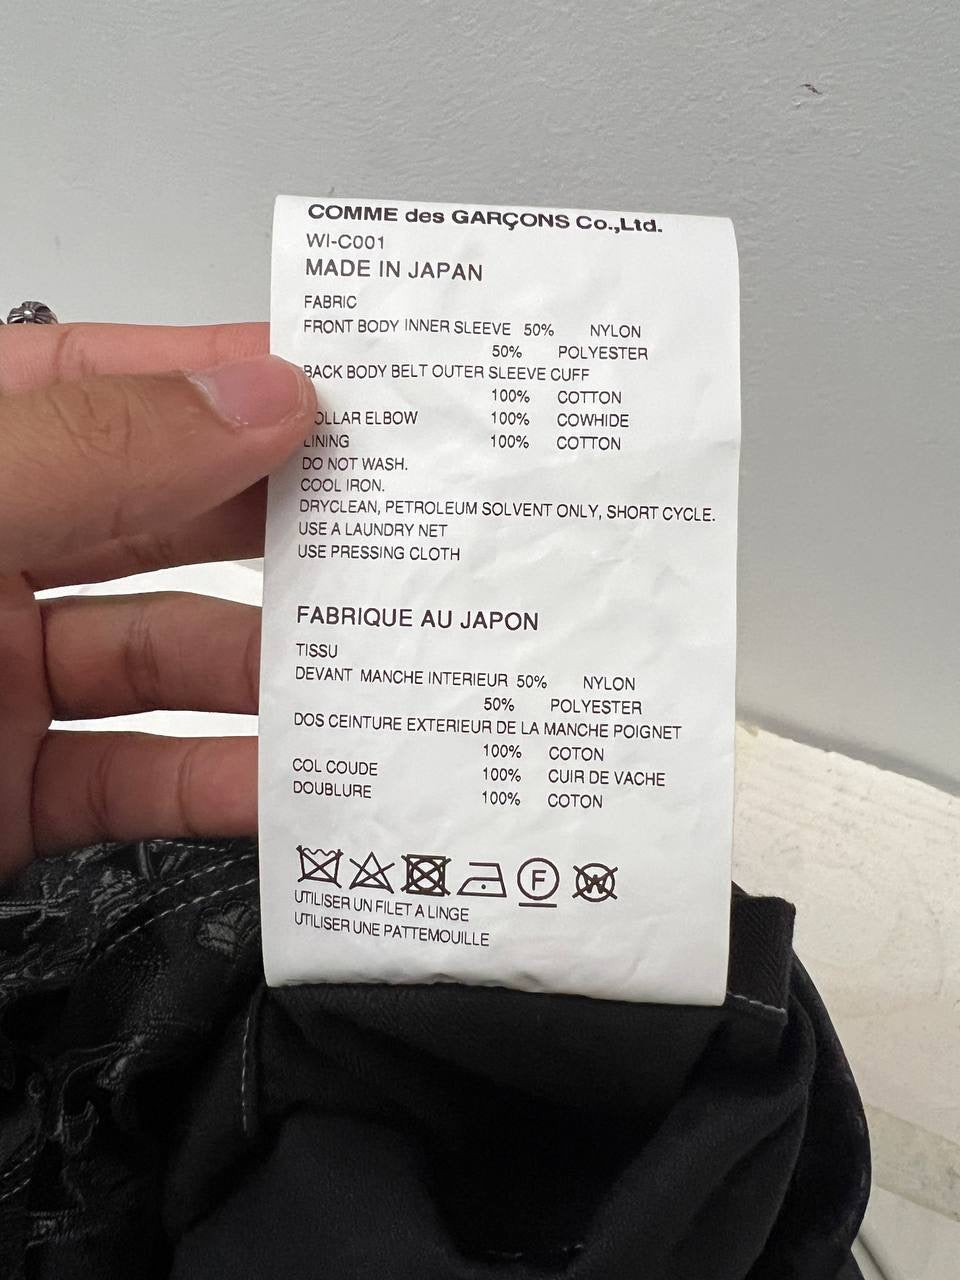 COMME des GARÇONS Co.,Ltd.
WI-C001
MADE IN JAPAN
FABRIC
FRONT BODY INNER SLEEVE 50% NYLON
50% POLYESTER
BACK BODY BELT OUTER SLEEVE CUFF
100% COTTON
OLLAR ELBOW 100% COWHIDE
LINING 100% COTTON
DO NOT WASH.
COOL IRON.
DRYCLEAN, PETROLEUM SOLVENT ONLY, SHORT CYCLE.
USE A LAUNDRY NET
USE PRESSING CLOTH
FABRIQUE AU JAPON
TISSU
DEVANT MANCHE INTERIEUR 50% NYLON
50% POLYESTER
DOS CEINTURE EXTERIEUR DE LA MANCHE POIGNET
100% COTON
COL COUDE 100% CUIR DE VACHE
DOUBLURE 100% COTON
F W
UTILISER UN FILET A LINGE
UTILISER UNE PATTEMOUILLE